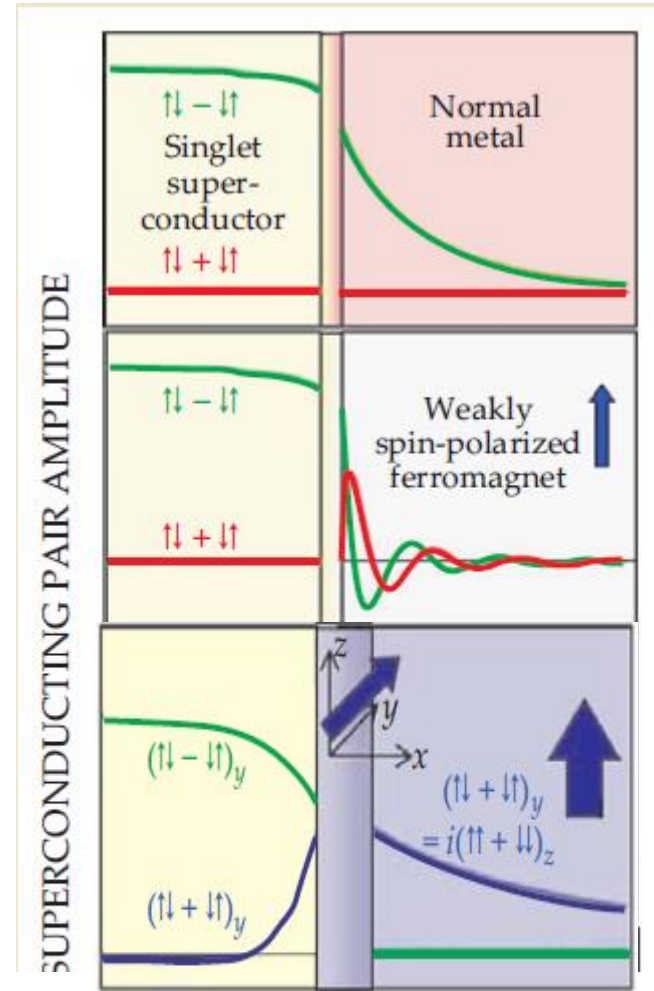 SUPERCONDUCTING PAIR AMPLITUDE
↑↓ − ↓↑
Singlet
super-
conductor
↑↓ + ↓↑
Normal
metal
↑↓ − ↓↑
↑↓ + ↓↑
Weakly
spin-polarized
ferromagnet
(↑↓ − ↓↑)y
(↑↓ + ↓↑)y
z
y
x
(↑↓ + ↓↑)y
= i(↑↑ + ↓↓)z